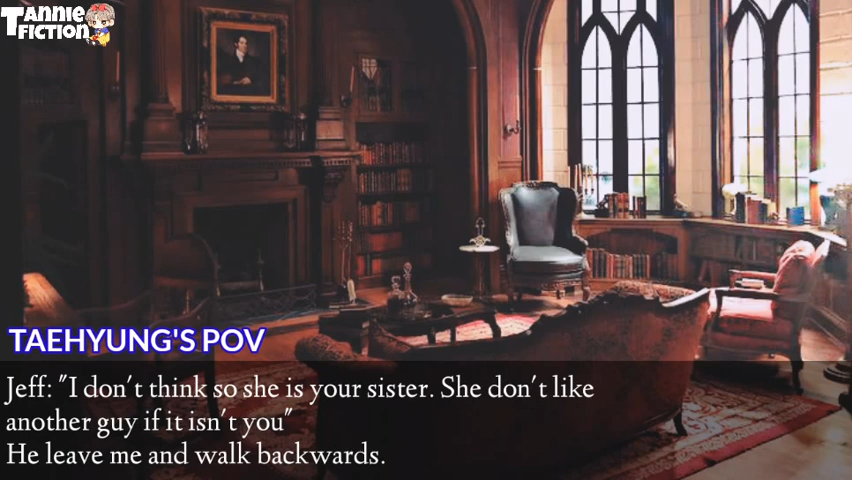 TANNIE
FICTION
TAEHYUNG'S POV
Jeff: "I don't think so she is your sister. She don't like
another guy if it isn't you"
He leave me and walk backwards.